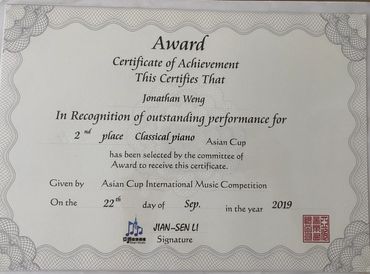 Award
Certificate of Achievement
This Certifies That
Jonathan Weng
In Recognition of outstanding performance for
2 nd place Classical piano Asian Cup
has been selected by the committee of
Award to receive this certificate.
Given by Asian Cup International Music Competition
On the 22th day of Sep. in the year 2019
JIAN-SEN LI
Signature